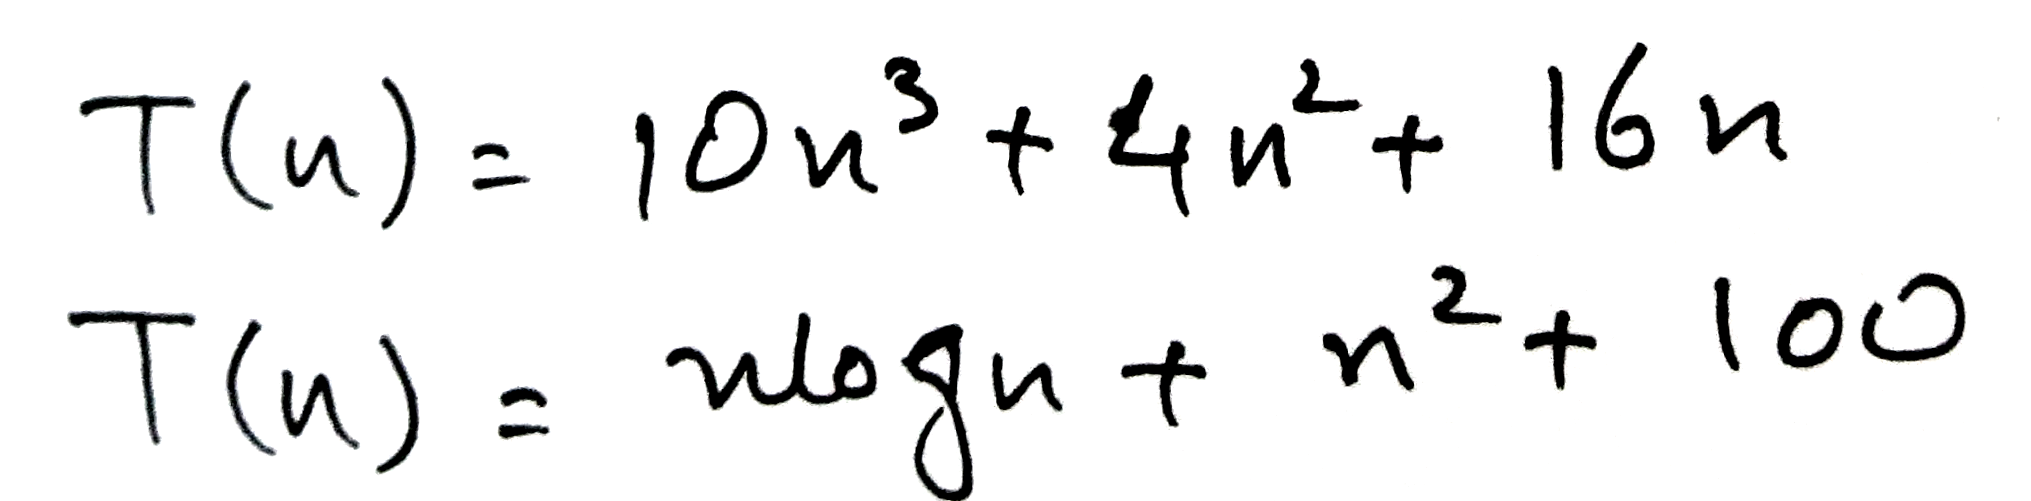 T(n) = 10n³ + 4n² + 16n
T(n) = nlogn + n² + 100